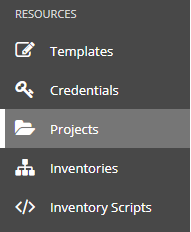 RESOURCES
Templates
Credentials
Projects
Inventories
Inventory Scripts